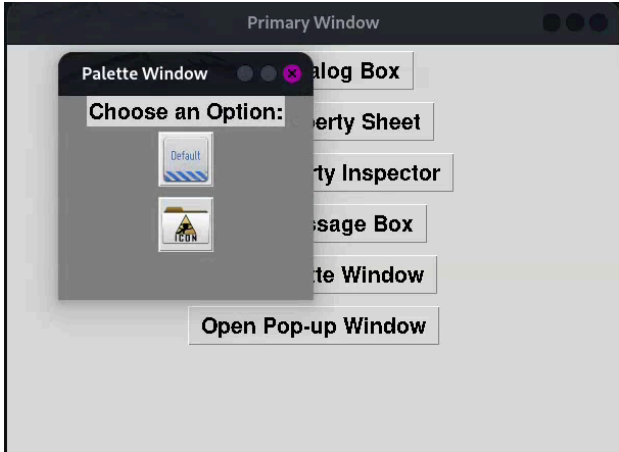 Primary Window
Palette Window
alog Box
Choose an Option:
erty Sheet
Default
rty Inspector
ICON
ssage Box
tte Window
Open Pop-up Window